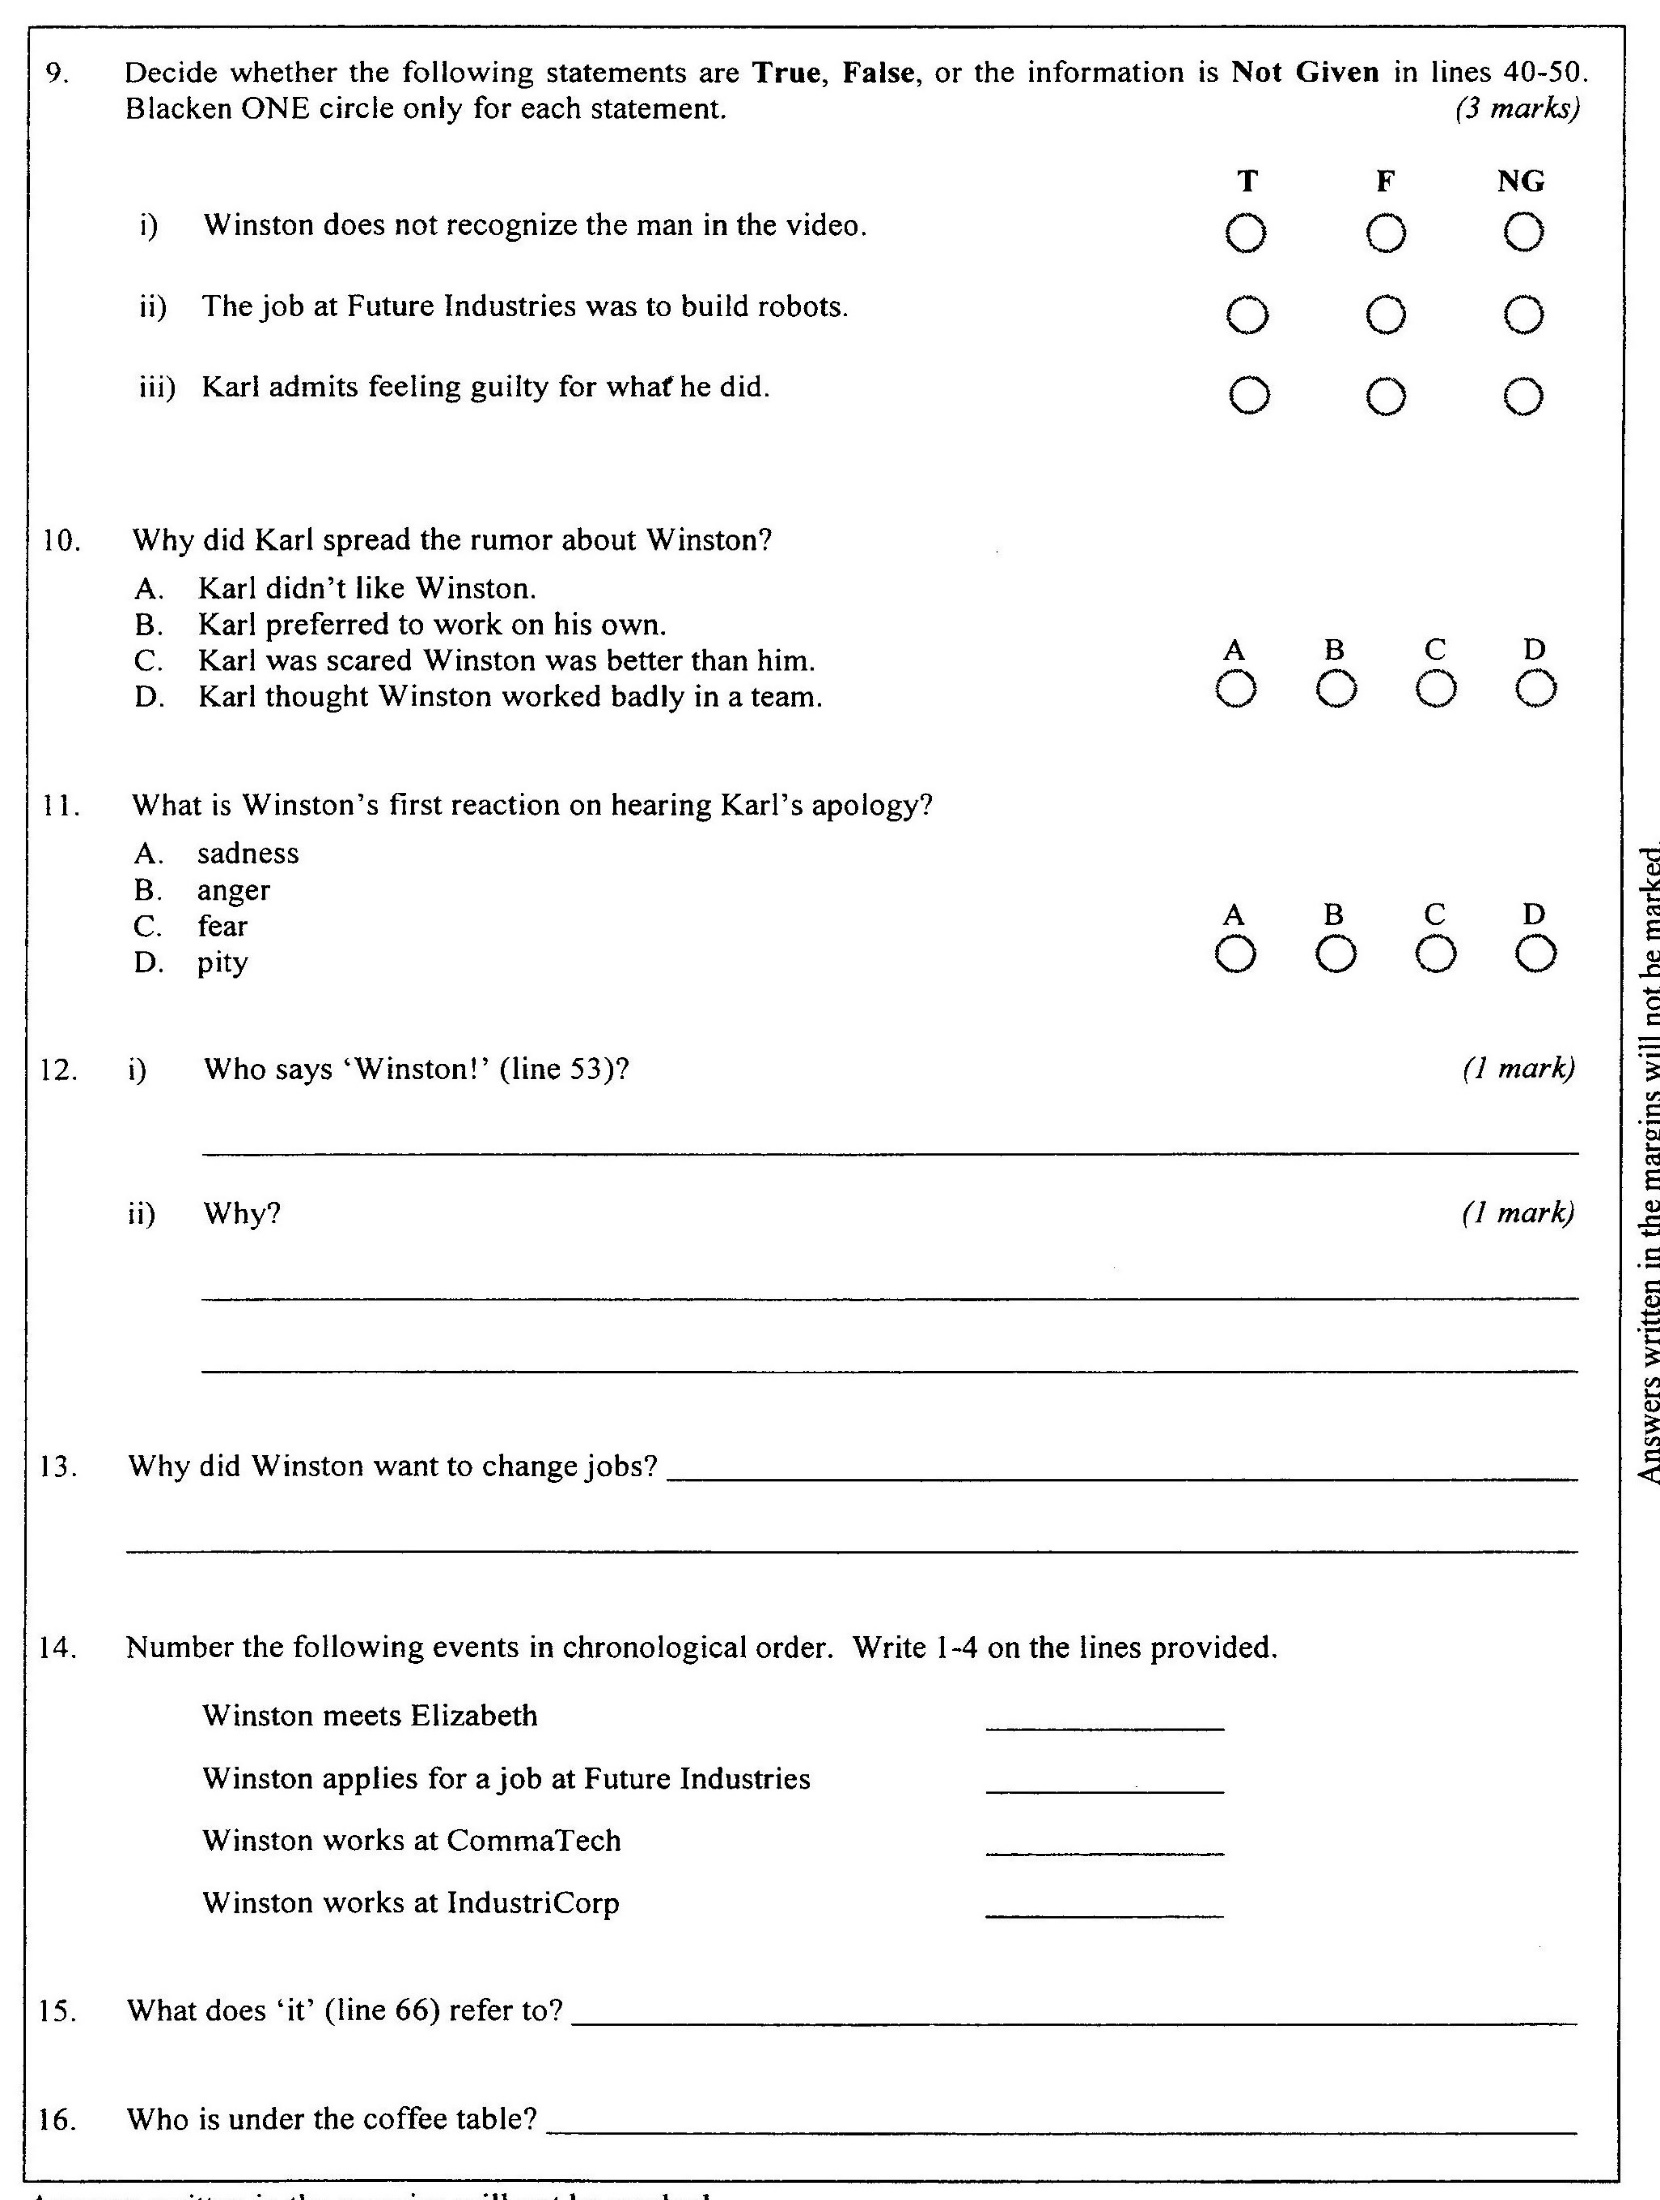 9. Decide whether the following statements are True, False, or the information is Not Given in lines 40-50.
Blacken ONE circle only for each statement. (3 marks)
T F NG
i) Winston does not recognize the man in the video.
ii) The job at Future Industries was to build robots.
iii) Karl admits feeling guilty for what he did.
10. Why did Karl spread the rumor about Winston?
A. Karl didn't like Winston.
B. Karl preferred to work on his own.
C. Karl was scared Winston was better than him.
D. Karl thought Winston worked badly in a team.
A B C D
11. What is Winston's first reaction on hearing Karl's apology?
A. sadness
B. anger
C. fear
D. pity
A B C D
12. i) Who says 'Winston!' (line 53)? (1 mark)
ii) Why? (1 mark)
13. Why did Winston want to change jobs?
14. Number the following events in chronological order. Write 1-4 on the lines provided.
Winston meets Elizabeth
Winston applies for a job at Future Industries
Winston works at CommaTech
Winston works at IndustriCorp
15. What does 'it' (line 66) refer to?
16. Who is under the coffee table?
Answers written in the margins will not be marked.